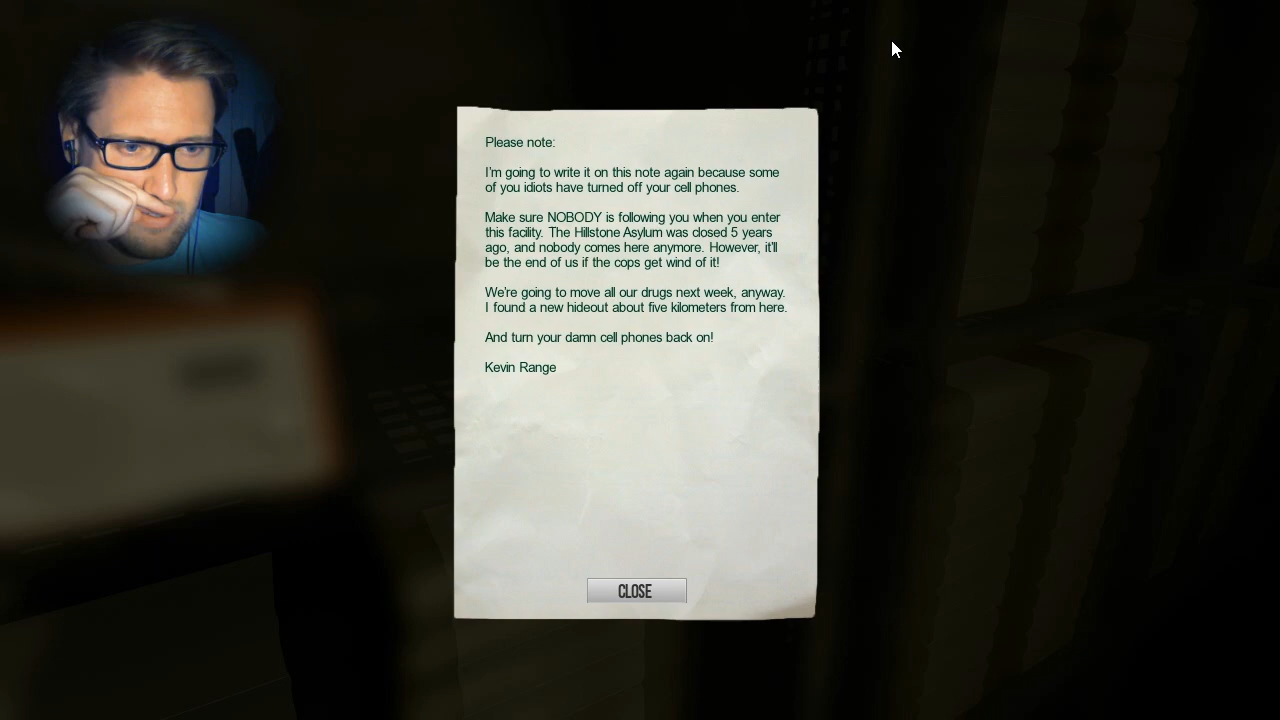 Please note:
I'm going to write it on this note again because some
of you idiots have turned off your cell phones.
Make sure NOBODY is following you when you enter
this facility. The Hillstone Asylum was closed 5 years
ago, and nobody comes here anymore. However, it'll
be the end of us if the cops get wind of it!
We're going to move all our drugs next week, anyway.
I found a new hideout about five kilometers from here.
And turn your damn cell phones back on!
Kevin Range
CLOSE